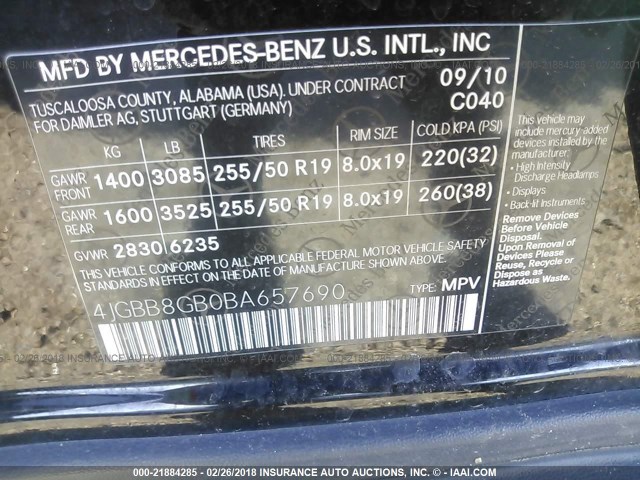 MFD BY MERCEDES-BENZ U.S. INTL., INC
TUSCALOOSA COUNTY, ALABAMA (USA). UNDER CONTRACT
FOR DAIMLER AG, STUTTGART (GERMANY)
09/10
C040
KG LB TIRES RIM SIZE COLD KPA (PSI)
GAWR FRONT 1400 3085 255/50 R19 8.0x19 220(32)
GAWR REAR 1600 3525 255/50 R19 8.0x19 260(38)
GVWR 2830 6235
THIS VEHICLE CONFORMS TO ALL APPLICABLE FEDERAL MOTOR VEHICLE SAFETY
STANDARDS IN EFFECT ON THE DATE OF MANUFACTURE SHOWN ABOVE.
4JGBB8GB0BA657690
TYPE: MPV
This vehicle may
include mercury-added
devices installed by the
manufacturer.
• High Intensity
Discharge Headlamps
• Displays
• Back-lit Instruments
Remove Devices
Before Vehicle
Disposal.
Upon Removal of
Devices Please
Reuse, Recycle or
Dispose as
Hazardous Waste.
000-21884285 - 02/26/2018 INSURANCE AUTO AUCTIONS, INC. - © - IAAI.COM